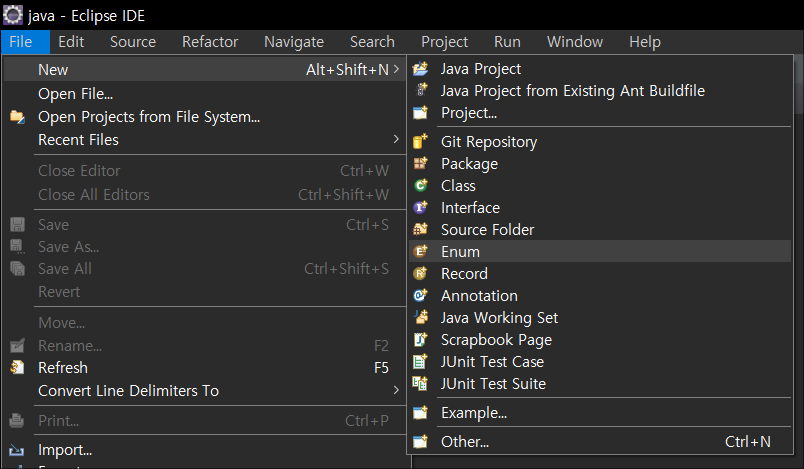 java - Eclipse IDE
File Edit Source Refactor Navigate Search Project Run Window Help
New Alt+Shift+N
Open File...
Open Projects from File System...
Recent Files
Close Editor Ctrl+W
Close All Editors Ctrl+Shift+W
Save Ctrl+S
Save As...
Save All Ctrl+Shift+S
Revert
Move...
Rename... F2
Refresh F5
Convert Line Delimiters To
Print... Ctrl+P
Import...
Java Project
Java Project from Existing Ant Buildfile
Project...
Git Repository
Package
Class
Interface
Source Folder
Enum
Record
Annotation
Java Working Set
Scrapbook Page
JUnit Test Case
JUnit Test Suite
Example...
Other... Ctrl+N